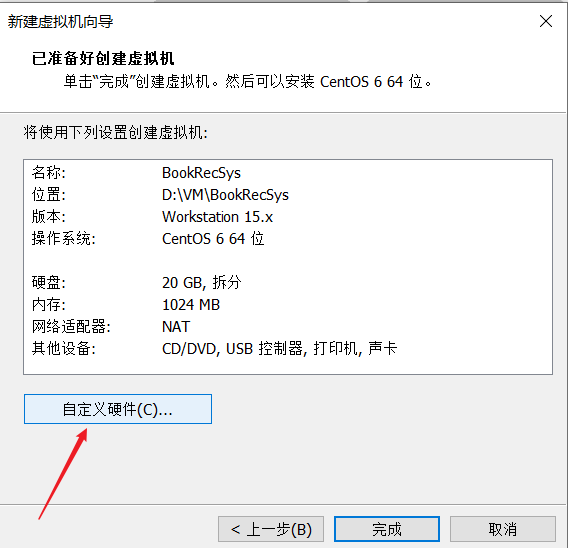 新建虚拟机向导
已准备好创建虚拟机
单击“完成”创建虚拟机。然后可以安装 CentOS 6 64 位。
将使用下列设置创建虚拟机:
名称: BookRecSys
位置: D:\VM\BookRecSys
版本: Workstation 15.x
操作系统: CentOS 6 64 位
硬盘: 20 GB, 拆分
内存: 1024 MB
网络适配器: NAT
其他设备: CD/DVD, USB 控制器, 打印机, 声卡
自定义硬件(C)...
< 上一步(B) 完成 取消